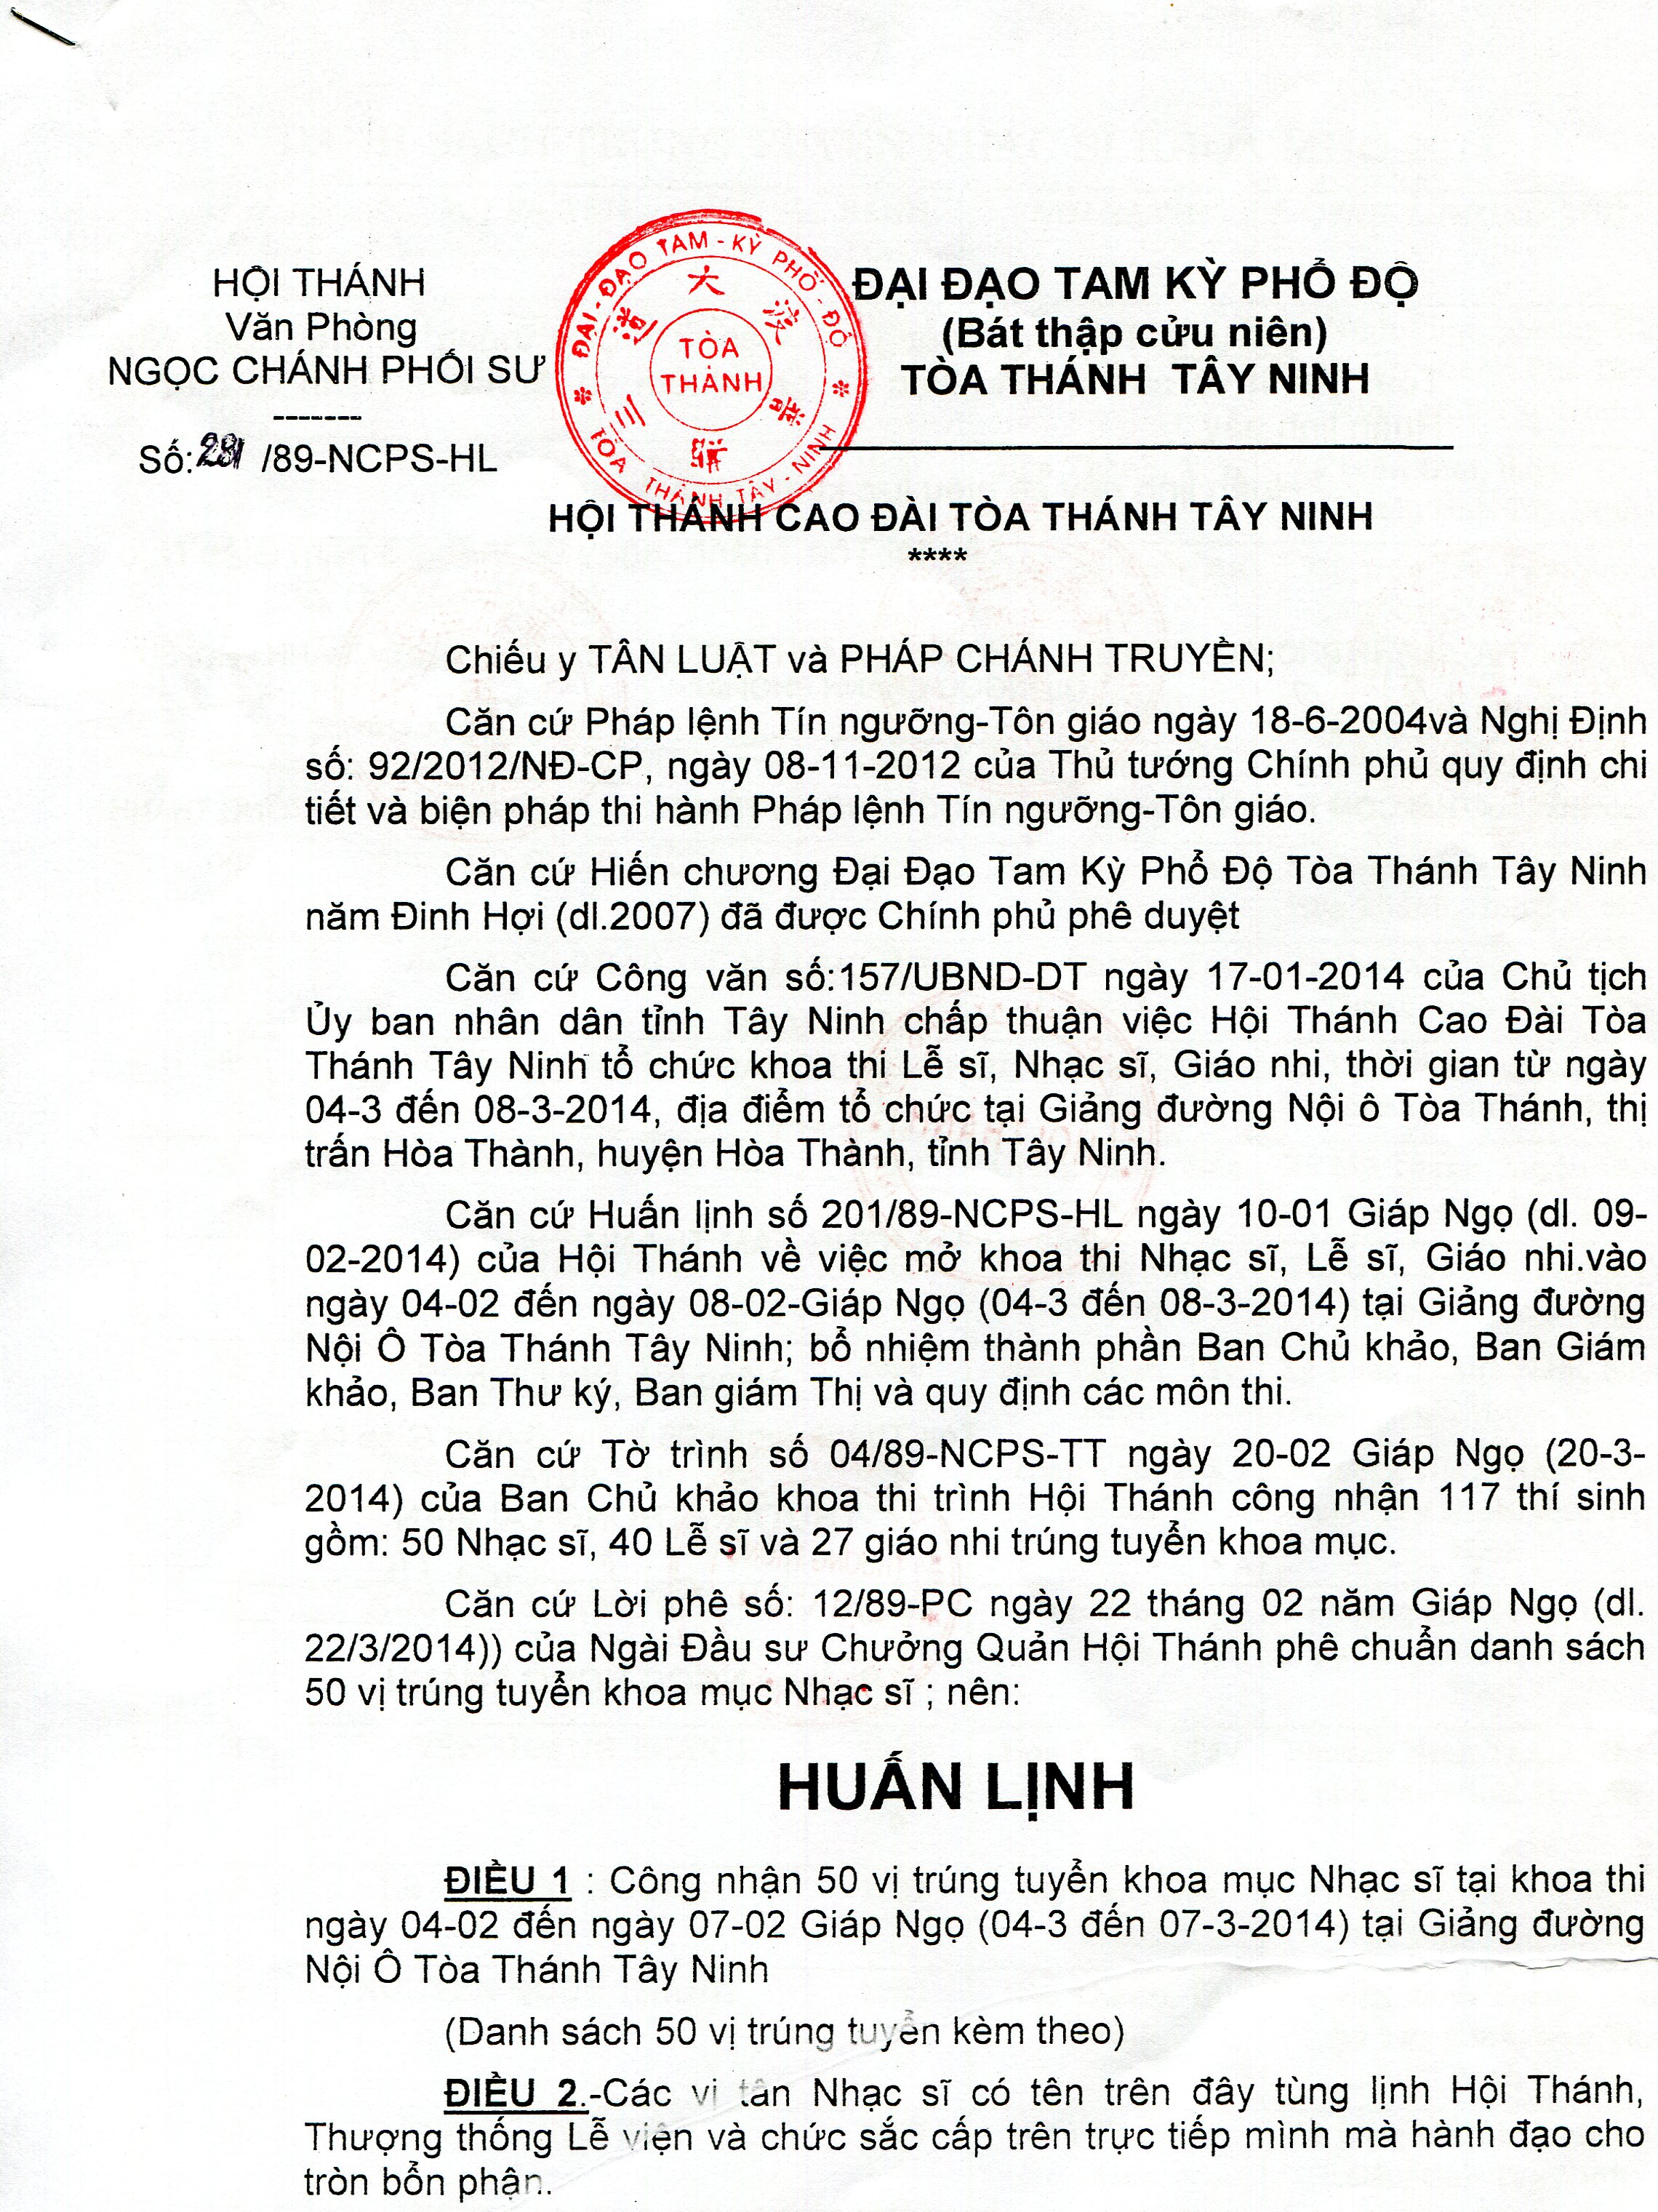 HỘI THÁNH
Văn Phòng
NGỌC CHÁNH PHỐI SƯ
-------
Số: 281 /89-NCPS-HL
ĐẠI - ĐẠO TAM - KỲ PHỔ - ĐỘ
大
道
三
期
普
渡
TÒA
THÁNH
TÒA THÁNH TÂY - NINH
ĐẠI ĐẠO TAM KỲ PHỔ ĐỘ
(Bát thập cửu niên)
TÒA THÁNH TÂY NINH
HỘI THÁNH CAO ĐÀI TÒA THÁNH TÂY NINH
****
Chiếu y TÂN LUẬT và PHÁP CHÁNH TRUYỀN;
Căn cứ Pháp lệnh Tín ngưỡng-Tôn giáo ngày 18-6-2004và Nghị Định
số: 92/2012/NĐ-CP, ngày 08-11-2012 của Thủ tướng Chính phủ quy định chi
tiết và biện pháp thi hành Pháp lệnh Tín ngưỡng-Tôn giáo.
Căn cứ Hiến chương Đại Đạo Tam Kỳ Phổ Độ Tòa Thánh Tây Ninh
năm Đinh Hợi (dl.2007) đã được Chính phủ phê duyệt
Căn cứ Công văn số:157/UBND-DT ngày 17-01-2014 của Chủ tịch
Ủy ban nhân dân tỉnh Tây Ninh chấp thuận việc Hội Thánh Cao Đài Tòa
Thánh Tây Ninh tổ chức khoa thi Lễ sĩ, Nhạc sĩ, Giáo nhi, thời gian từ ngày
04-3 đến 08-3-2014, địa điểm tổ chức tại Giảng đường Nội ô Tòa Thánh, thị
trấn Hòa Thành, huyện Hòa Thành, tỉnh Tây Ninh.
Căn cứ Huấn lịnh số 201/89-NCPS-HL ngày 10-01 Giáp Ngọ (dl. 09-
02-2014) của Hội Thánh về việc mở khoa thi Nhạc sĩ, Lễ sĩ, Giáo nhi.vào
ngày 04-02 đến ngày 08-02-Giáp Ngọ (04-3 đến 08-3-2014) tại Giảng đường
Nội Ô Tòa Thánh Tây Ninh; bổ nhiệm thành phần Ban Chủ khảo, Ban Giám
khảo, Ban Thư ký, Ban giám Thị và quy định các môn thi.
Căn cứ Tờ trình số 04/89-NCPS-TT ngày 20-02 Giáp Ngọ (20-3-
2014) của Ban Chủ khảo khoa thi trình Hội Thánh công nhận 117 thí sinh
gồm: 50 Nhạc sĩ, 40 Lễ sĩ và 27 giáo nhi trúng tuyển khoa mục.
Căn cứ Lời phê số: 12/89-PC ngày 22 tháng 02 năm Giáp Ngọ (dl.
22/3/2014)) của Ngài Đầu sư Chưởng Quản Hội Thánh phê chuẩn danh sách
50 vị trúng tuyển khoa mục Nhạc sĩ ; nên:
HUẤN LỊNH
ĐIỀU 1 : Công nhận 50 vị trúng tuyển khoa mục Nhạc sĩ tại khoa thi
ngày 04-02 đến ngày 07-02 Giáp Ngọ (04-3 đến 07-3-2014) tại Giảng đường
Nội Ô Tòa Thánh Tây Ninh
(Danh sách 50 vị trúng tuyển kèm theo)
ĐIỀU 2.-Các vị tân Nhạc sĩ có tên trên đây tùng lịnh Hội Thánh,
Thượng thống Lễ viện và chức sắc cấp trên trực tiếp mình mà hành đạo cho
tròn bổn phận.